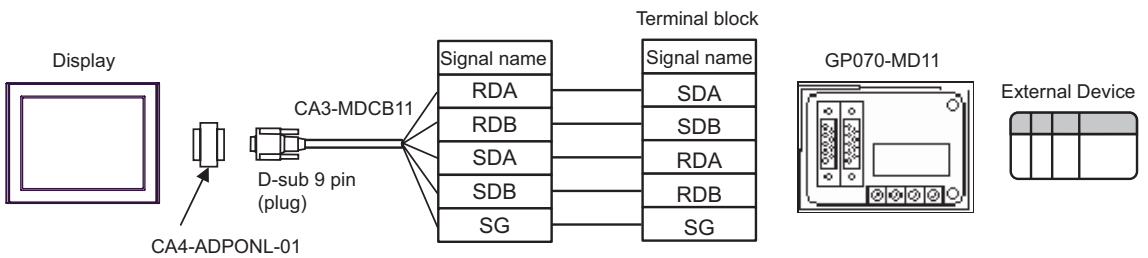 Terminal block
Display
Signal name
Signal name
GP070-MD11
External Device
CA3-MDCB11
RDA
SDA
RDB
SDB
SDA
RDA
SDB
RDB
SG
SG
D-sub 9 pin
(plug)
CA4-ADPONL-01